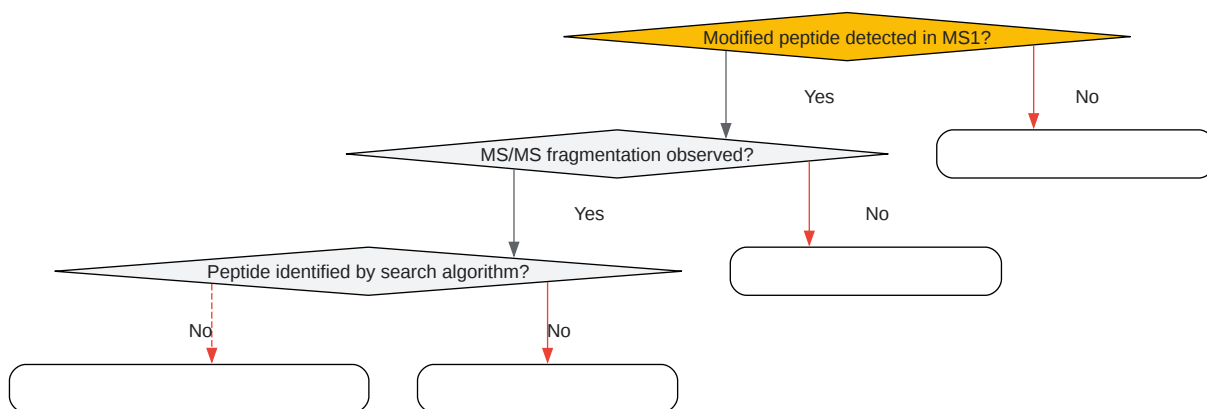 Modified peptide detected in MS1?
Yes
No
MS/MS fragmentation observed?
Yes
No
Peptide identified by search algorithm?
No
No